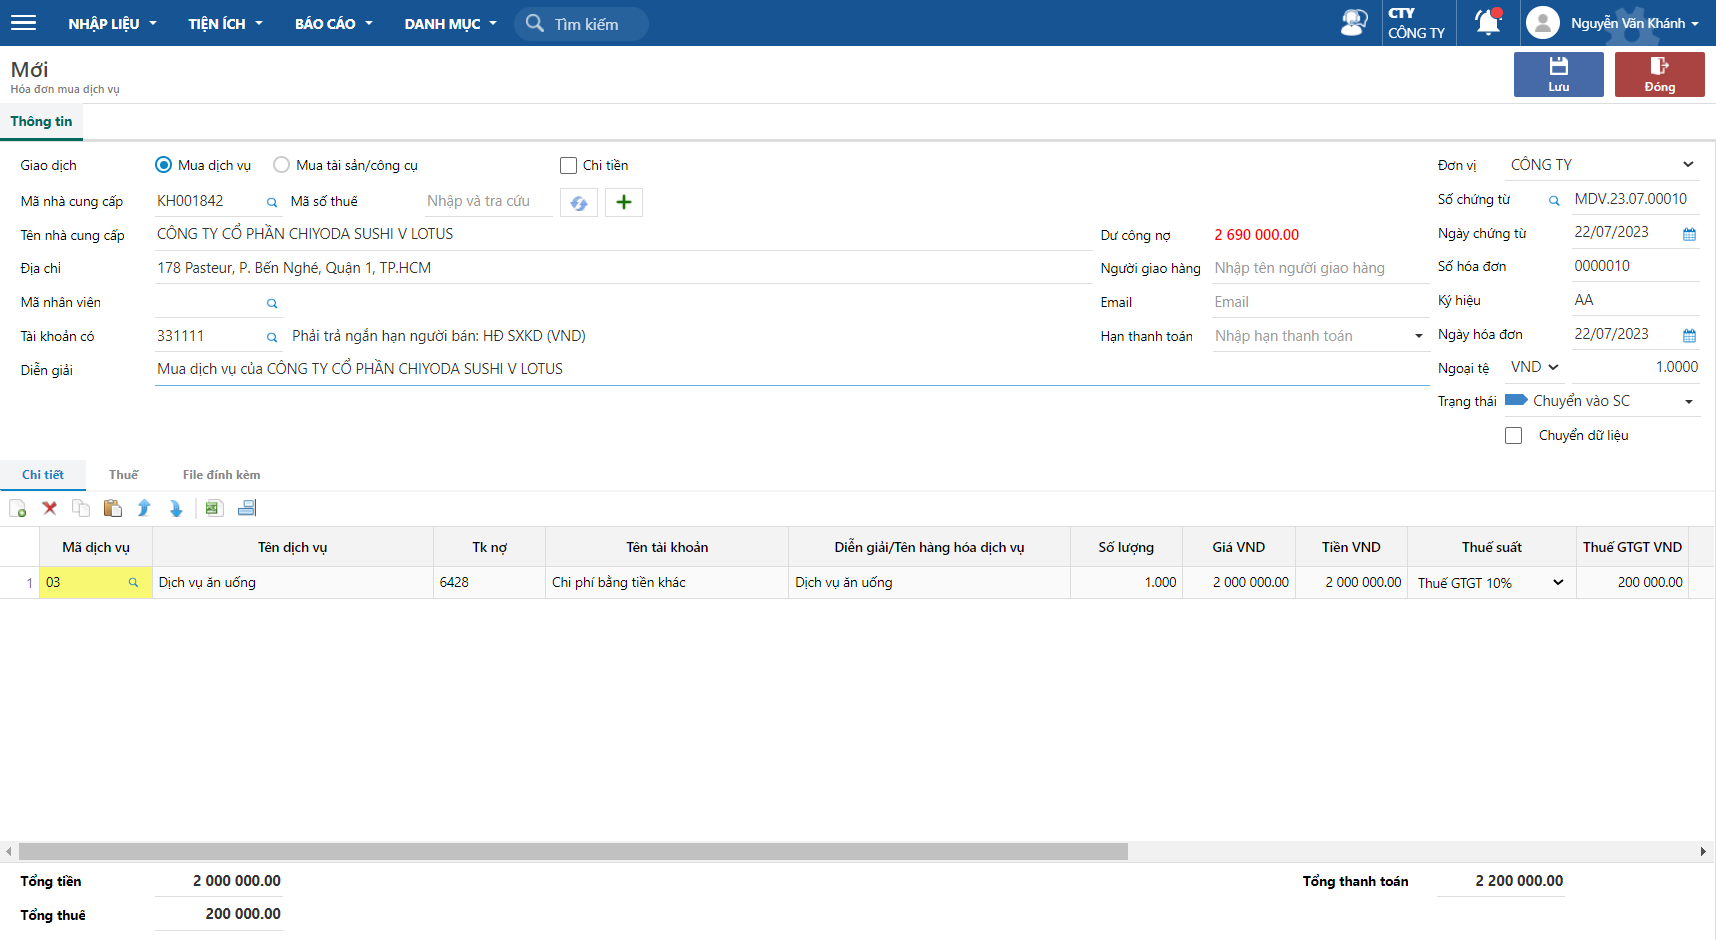 NHẬP LIỆU TIỆN ÍCH BÁO CÁO DANH MỤC Tìm kiếm CTY CÔNG TY Nguyễn Văn Khánh
Mới
Hóa đơn mua dịch vụ
Lưu Đóng
Thông tin
Giao dịch Mua dịch vụ Mua tài sản/công cụ Chi tiền Đơn vị CÔNG TY
Mã nhà cung cấp KH001842 Mã số thuế Nhập và tra cứu Số chứng từ MDV.23.07.00010
Tên nhà cung cấp CÔNG TY CỔ PHẦN CHIYODA SUSHI V LOTUS Dư công nợ 2 690 000.00 Ngày chứng từ 22/07/2023
Địa chỉ 178 Pasteur, P. Bến Nghé, Quận 1, TP.HCM Người giao hàng Nhập tên người giao hàng Số hóa đơn 0000010
Mã nhân viên Email Email Ký hiệu AA
Tài khoản có 331111 Phải trả ngắn hạn người bán: HĐ SXKD (VND) Hạn thanh toán Nhập hạn thanh toán Ngày hóa đơn 22/07/2023
Diễn giải Mua dịch vụ của CÔNG TY CỔ PHẦN CHIYODA SUSHI V LOTUS Ngoại tệ VND 1.0000
Trạng thái Chuyển vào SC
Chuyển dữ liệu
Chi tiết Thuế File đính kèm
Mã dịch vụ Tên dịch vụ Tk nợ Tên tài khoản Diễn giải/Tên hàng hóa dịch vụ Số lượng Giá VND Tiền VND Thuế suất Thuế GTGT VND
1 03 Dịch vụ ăn uống 6428 Chi phí bằng tiền khác Dịch vụ ăn uống 1.000 2 000 000.00 2 000 000.00 Thuế GTGT 10% 200 000.00
Tổng tiền 2 000 000.00 Tổng thanh toán 2 200 000.00
Tổng thuế 200 000.00